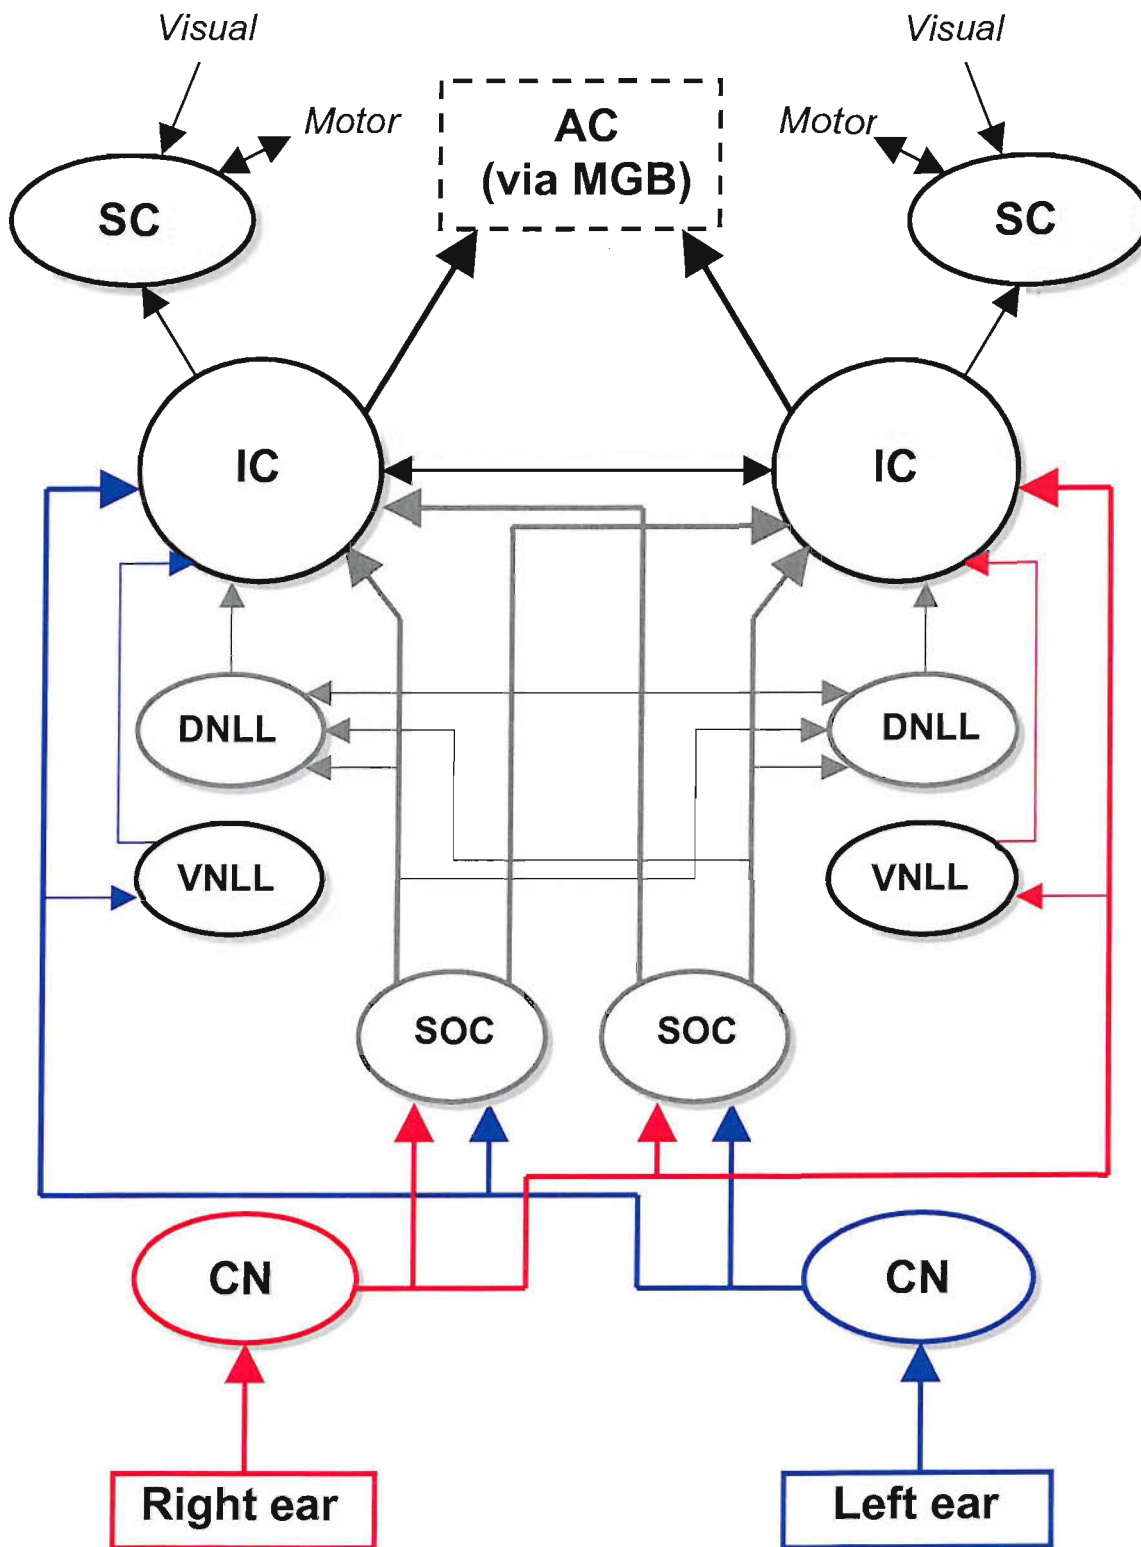 Visual
Visual
Motor
AC
(via MGB)
Motor
SC
SC
IC
IC
DNLL
DNLL
VNLL
VNLL
SOC
SOC
CN
CN
Right ear
Left ear